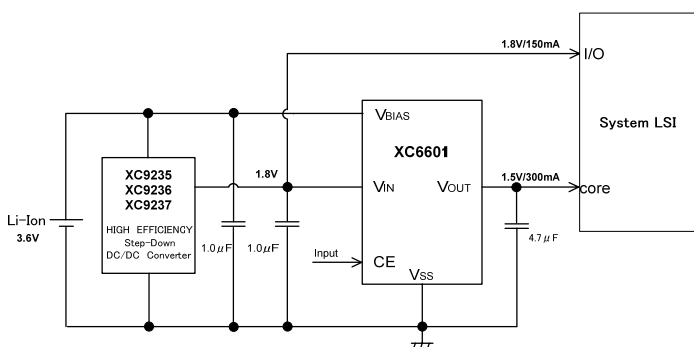 1.8V/150mA
I/O
System LSI
VBIAS
XC6601
XC9235
XC9236
XC9237
HIGH EFFICIENCY
Step-Down
DC/DC Converter
1.8V
VIN
VOUT
1.5V/300mA
core
Li-Ion
3.6V
1.0μF
1.0μF
Input
CE
VSS
4.7μF